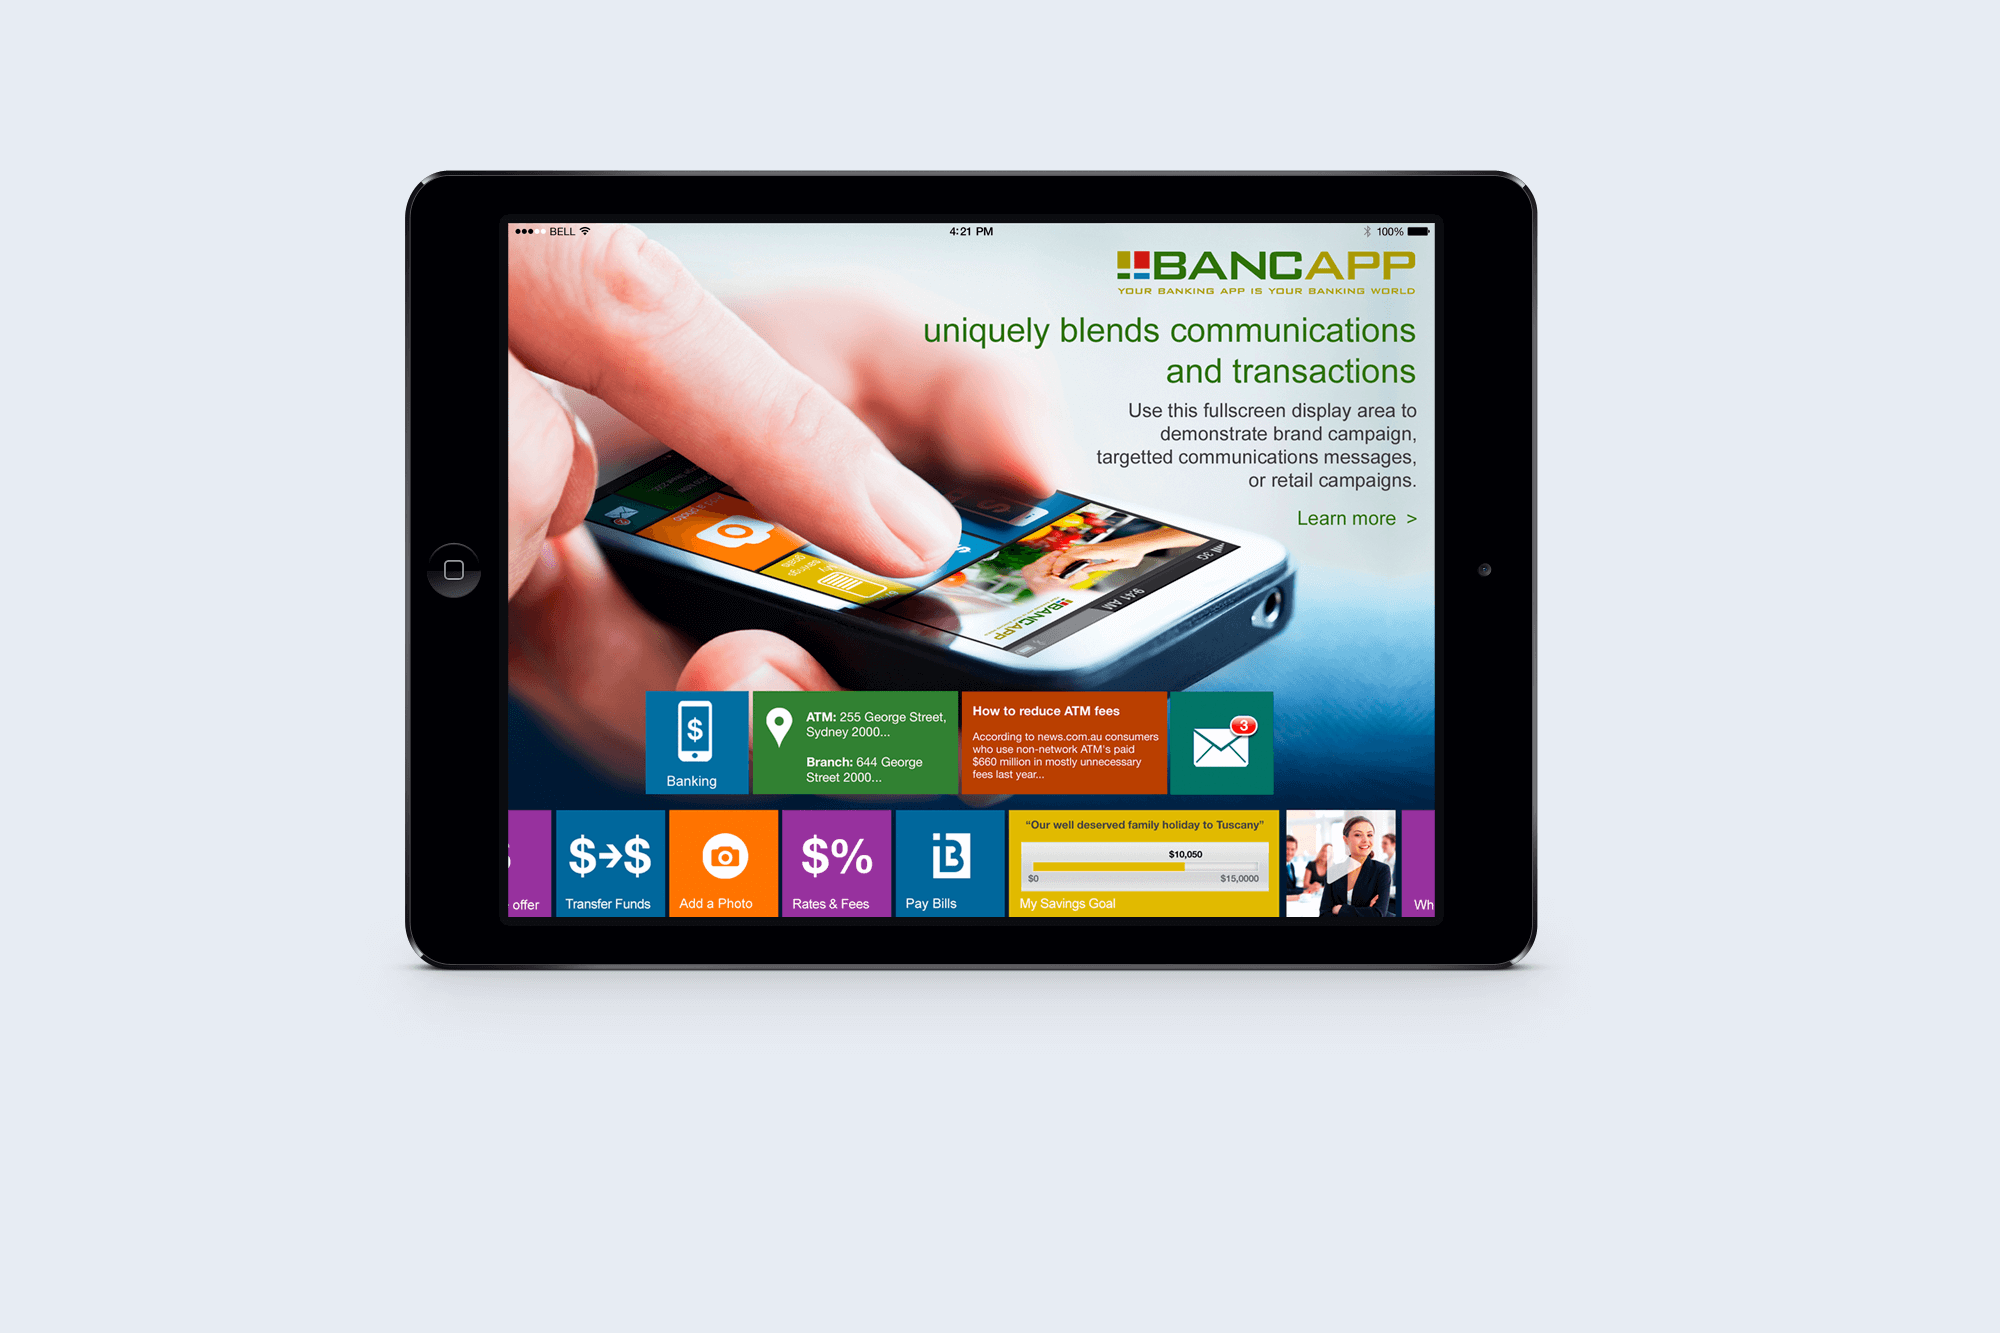 BELL
4:21 PM
100%
BANCAPP
YOUR BANKING APP IS YOUR BANKING WORLD
uniquely blends communications
and transactions
Use this fullscreen display area to
demonstrate brand campaign,
targetted communications messages,
or retail campaigns.
Learn more >
3G
9:41 AM
BANCAPP
$
Banking
ATM: 255 George Street,
Sydney 2000...
Branch: 644 George
Street 2000...
How to reduce ATM fees
According to news.com.au consumers
who use non-network ATM's paid
$660 million in mostly unnecessary
fees last year...
3
offer
$→$
Transfer Funds
Add a Photo
$%
Rates & Fees
B
Pay Bills
“Our well deserved family holiday to Tuscany”
$10,050
$0
$15,0000
My Savings Goal
Wh